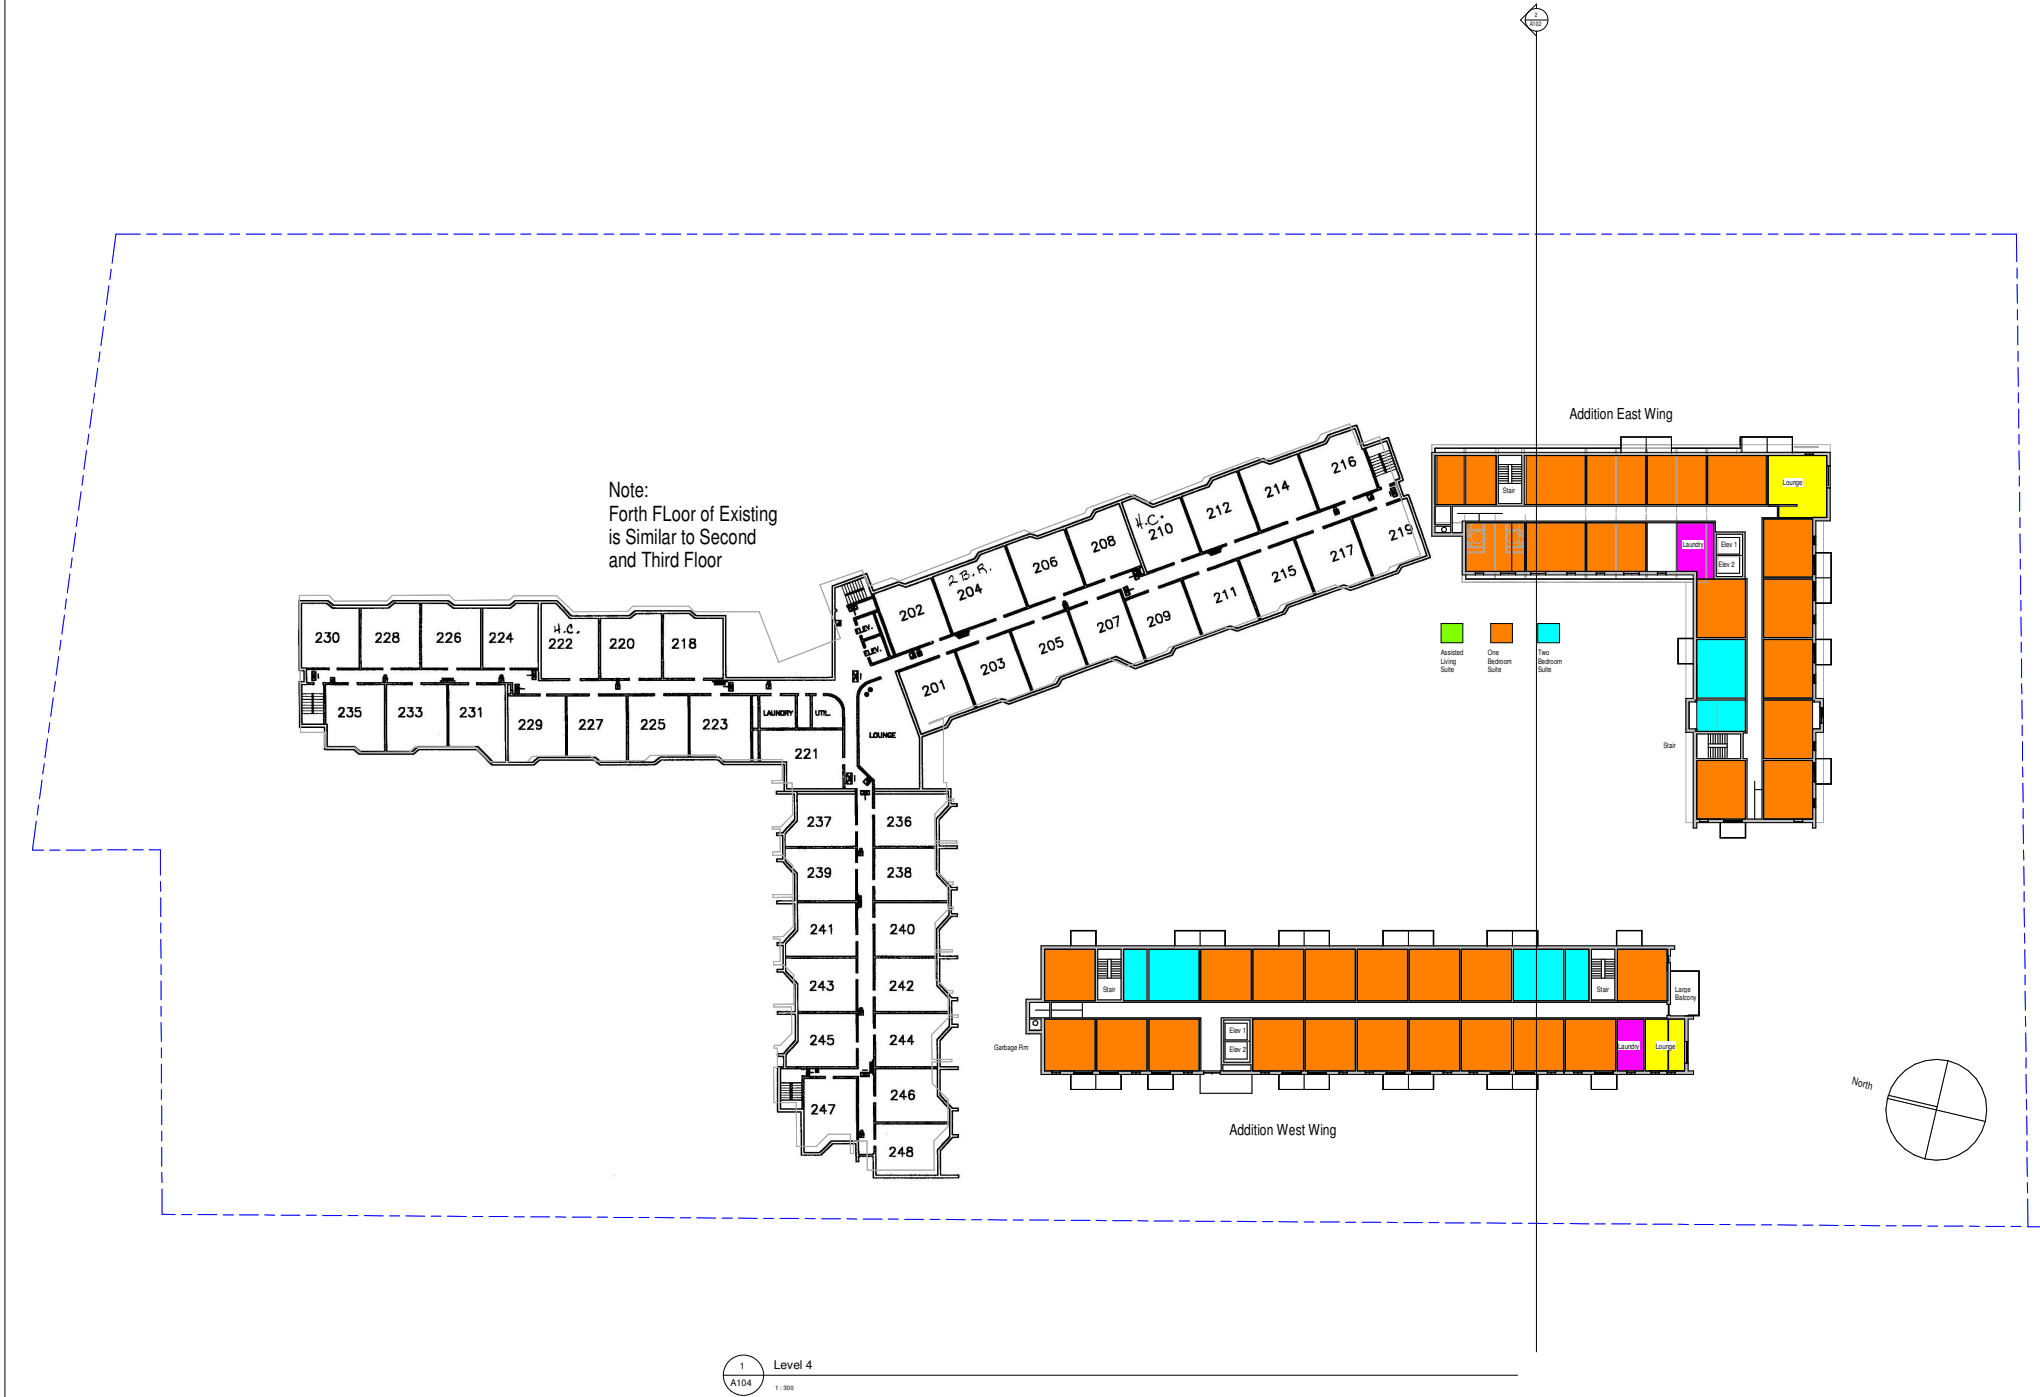 2
A102
Addition East Wing
Note:
Forth FLoor of Existing
is Similar to Second
and Third Floor
Lounge
Stair
Laundry
Elev 1
Elev 2
Assisted
Living
Suite
One
Bedroom
Suite
Two
Bedroom
Suite
Stair
216
214
212
H.C.
210
208
206
2 B.R.
204
202
219
217
215
211
209
207
205
203
201
ELEV.
ELEV.
230
228
226
224
H.C.
222
220
218
235
233
231
229
227
225
223
LAUNDRY
UTIL.
LOUNGE
221
237
236
239
238
241
240
243
242
245
244
247
246
248
Stair
Stair
Large
Balcony
Garbage Rm
Elev 1
Elev 2
Laundry
Lounge
Addition West Wing
North
1
A104
Level 4
1 : 300